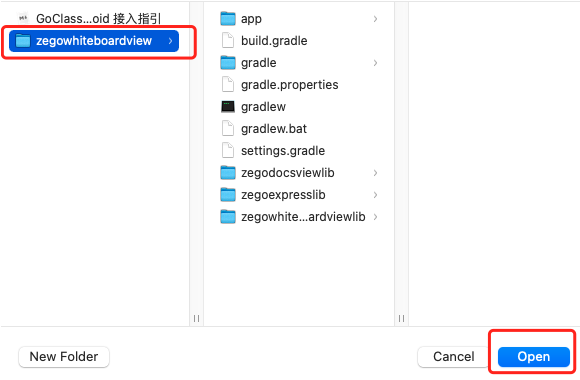 GoClass...oid 接入指引
zegowhiteboardview
app
build.gradle
gradle
gradle.properties
gradlew
gradlew.bat
settings.gradle
zegodocsviewlib
zegoexpresslib
zegowhite...ardviewlib
New Folder
Cancel
Open